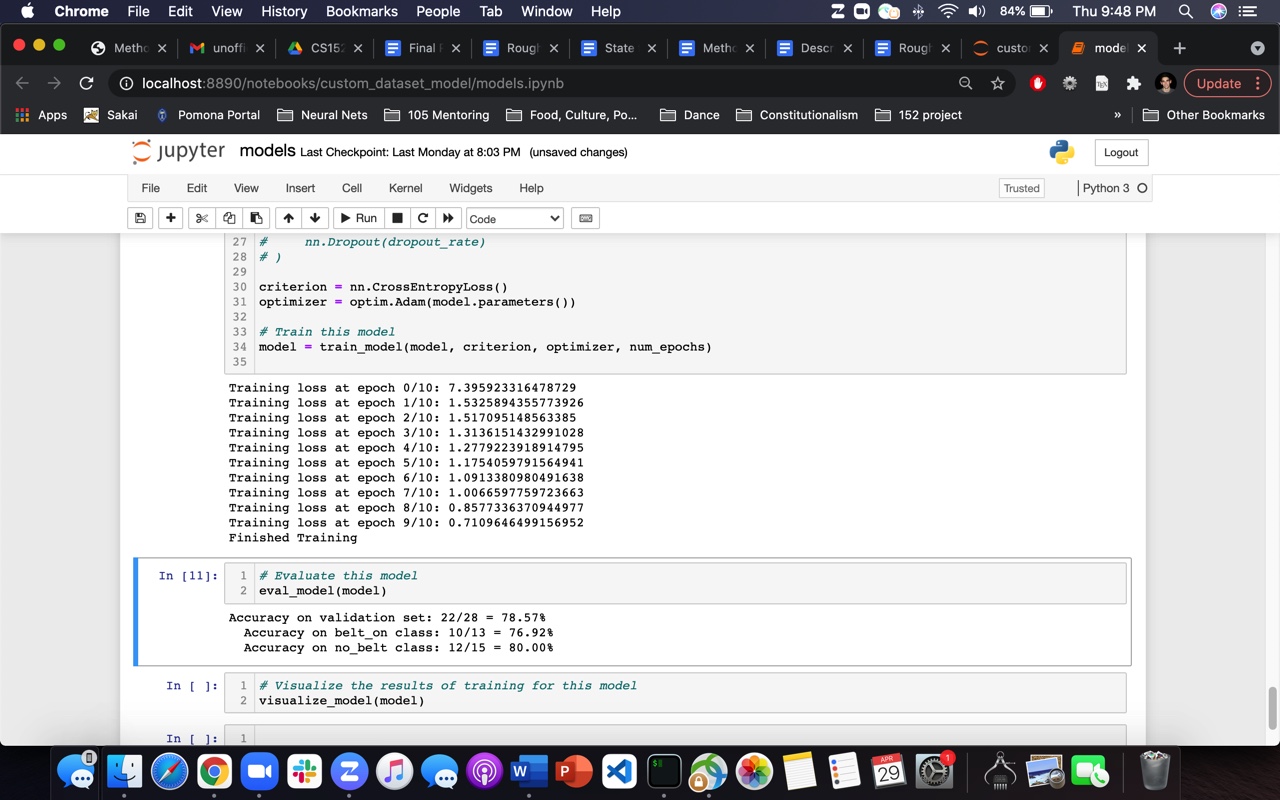 Chrome File Edit View History Bookmarks People Tab Window Help 84% Thu 9:48 PM
Metho unoffi CS152 Final Rough State Metho Descr Rough custo model
localhost:8890/notebooks/custom_dataset_model/models.ipynb Update
Apps Sakai Pomona Portal Neural Nets 105 Mentoring Food, Culture, Po... Dance Constitutionalism 152 project » Other Bookmarks
jupyter models Last Checkpoint: Last Monday at 8:03 PM (unsaved changes) Logout
File Edit View Insert Cell Kernel Widgets Help Trusted Python 3
Run Code
27 #     nn.Dropout(dropout_rate)
28 # )
29
30 criterion = nn.CrossEntropyLoss()
31 optimizer = optim.Adam(model.parameters())
32
33 # Train this model
34 model = train_model(model, criterion, optimizer, num_epochs)
35
Training loss at epoch 0/10: 7.395923316478729
Training loss at epoch 1/10: 1.5325894355773926
Training loss at epoch 2/10: 1.517095148563385
Training loss at epoch 3/10: 1.3136151432991028
Training loss at epoch 4/10: 1.2779223918914795
Training loss at epoch 5/10: 1.1754059791564941
Training loss at epoch 6/10: 1.0913380980491638
Training loss at epoch 7/10: 1.0066597759723663
Training loss at epoch 8/10: 0.8577336370944977
Training loss at epoch 9/10: 0.7109646499156952
Finished Training
In [11]: 1 # Evaluate this model
2 eval_model(model)
Accuracy on validation set: 22/28 = 78.57%
Accuracy on belt_on class: 10/13 = 76.92%
Accuracy on no_belt class: 12/15 = 80.00%
In [ ]: 1 # Visualize the results of training for this model
2 visualize_model(model)
In [ ]: 1
APR 29 1